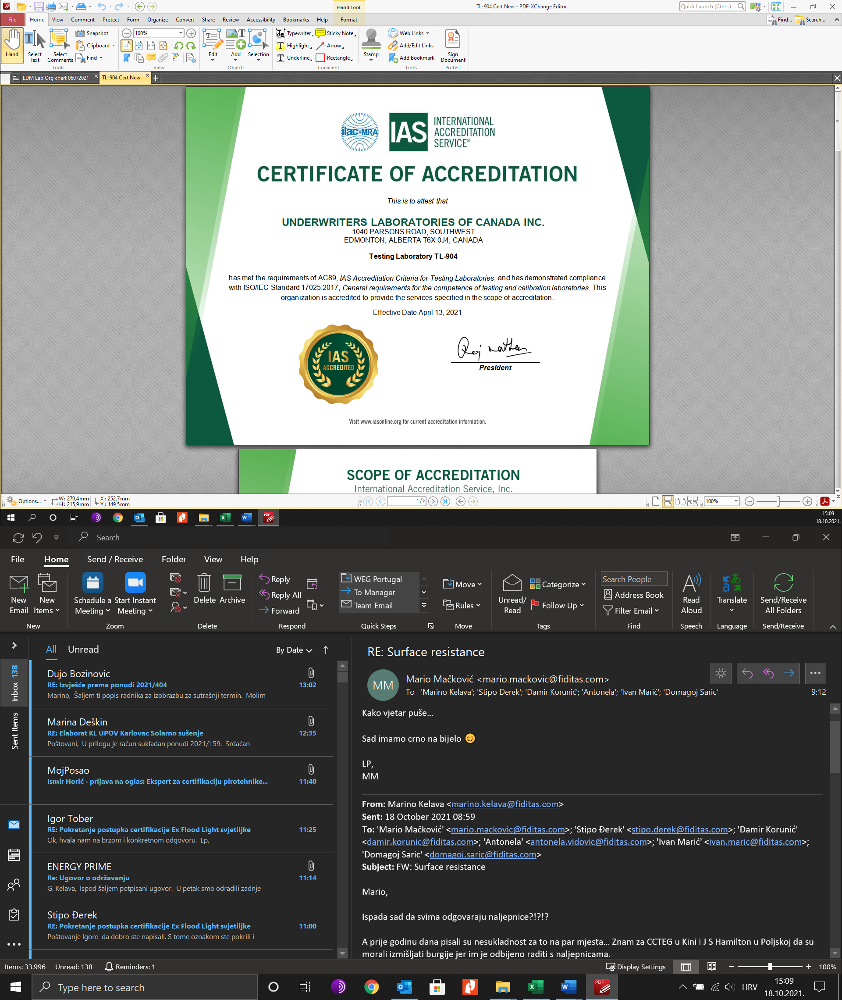 Hand Tool
TL-904 Cert New - PDF-XChange Editor
Quick Launch (Ctrl+.)
File Home View Comment Protect Form Organize Convert Share Review Accessibility Bookmarks Help Format Find... Search...
Hand
Select Text
Select Comments
Snapshot
Clipboard
Find
Tools
100%
1:1
View
Edit
Add
Selection
Objects
Typewriter
Highlight
Underline
Sticky Note
Arrow
Rectangle
Stamp
Comment
Web Links
Add/Edit Links
Add Bookmark
Links
Sign Document
Protect
EDM Lab Org chart 06072021
TL-904 Cert New
ilac-MRA
IAS
INTERNATIONAL
ACCREDITATION
SERVICE®
CERTIFICATE OF ACCREDITATION
This is to attest that
UNDERWRITERS LABORATORIES OF CANADA INC.
1040 PARSONS ROAD, SOUTHWEST
EDMONTON, ALBERTA T6X 0J4, CANADA
Testing Laboratory TL-904
has met the requirements of AC89, IAS Accreditation Criteria for Testing Laboratories, and has demonstrated compliance
with ISO/IEC Standard 17025:2017, General requirements for the competence of testing and calibration laboratories. This
organization is accredited to provide the services specified in the scope of accreditation.
Effective Date April 13, 2021
IAS
ACCREDITED
President
Visit www.iasonline.org for current accreditation information.
SCOPE OF ACCREDITATION
International Accreditation Service, Inc.
Options...
W: 279,4mm
H: 215,9mm
X: 252,7mm
Y: 149,5mm
1/6
100%
15:09
18.10.2021.
Search
File Home Send / Receive Folder View Help
New Email
New Items
New
Schedule a Meeting
Start Instant Meeting
Zoom
Delete
Archive
Delete
Reply
Reply All
Forward
Respond
WEG Portugal
To Manager
Team Email
Quick Steps
Move
Rules
Move
Unread/ Read
Categorize
Follow Up
Tags
Search People
Address Book
Filter Email
Find
Read Aloud
Speech
Translate
Language
Send/Receive All Folders
Send/Receive
Inbox 138
Sent Items
All Unread By Date
Dujo Bozinovic
RE: Izvješće prema ponudi 2021/404 13:02
Marino, Šaljem ti popis radnika za izobrazbu za sutrašnji termin. Molim
Marina Deškin
RE: Elaborat KL UPOV Karlovac Solarno sušenje 12:35
Poštovani, U prilogu je račun sukladan ponudi 2021/159. Srdačan
MojPosao
Ismir Horić - prijava na oglas: Ekspert za certifikaciju pirotehnike... 11:40
Igor Tober
RE: Pokretanje postupka certifikacije Ex Flood Light svjetiljke 11:25
Ok, hvala nam na brzom i konkretnom odgovoru. Lp,
ENERGY PRIME
Re: Ugovor o održavanju 11:14
G. Kelava, Ispod šaljem potpisani ugovor. U petak smo odradili zadnje
Stipo Đerek
RE: Pokretanje postupka certifikacije Ex Flood Light svjetiljke 11:00
Poštovanje Igore da dobro ste napisali. S tome oznakom ste pokrili i
RE: Surface resistance
MM
Mario Mačković <mario.mackovic@fiditas.com>
To 'Marino Kelava'; 'Stipo Đerek'; 'Damir Korunić'; 'Antonela'; 'Ivan Marić'; 'Domagoj Saric' 9:12
Kako vjetar puše...
Sad imamo crno na bijelo 😊
LP,
MM
From: Marino Kelava <marino.kelava@fiditas.com>
Sent: 18 October 2021 08:59
To: 'Mario Mačković' <mario.mackovic@fiditas.com>; 'Stipo Đerek' <stipo.derek@fiditas.com>; 'Damir Korunić'
<damir.korunic@fiditas.com>; 'Antonela' <antonela.vidovic@fiditas.com>; 'Ivan Marić' <ivan.maric@fiditas.com>;
'Domagoj Saric' <domagoj.saric@fiditas.com>
Subject: FW: Surface resistance
Mario,
Ispada sad da svima odgovaraju naljepnice?!?!?
A prije godinu dana pisali su nesukladnost za to na par mjesta... Znam za CCTEG u Kini i J S Hamilton u Poljskoj da su
morali izmišljati burgije jer im je odbijeno raditi s naljepnicama.
Items: 33.996 Unread: 138 Reminders: 1 Display Settings 100%
Type here to search
HRV
15:09
18.10.2021.